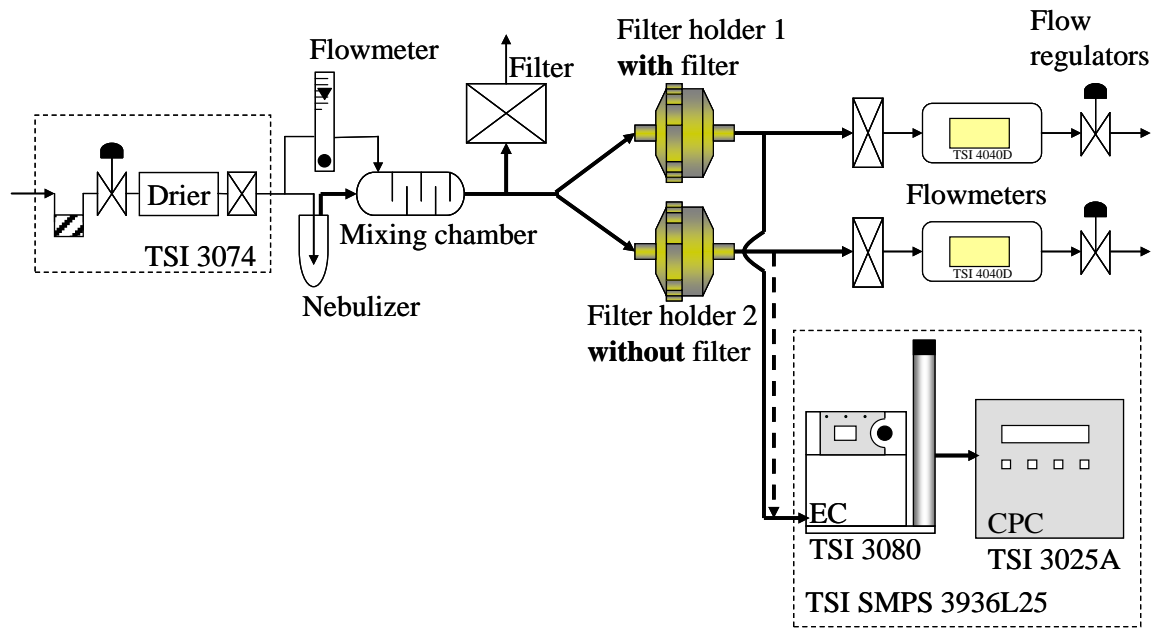 Flowmeter
Filter
Filter holder 1
with filter
Flow
regulators
Drier
TSI 3074
Mixing chamber
Nebulizer
TSI 4040D
Flowmeters
TSI 4040D
Filter holder 2
without filter
EC
TSI 3080
CPC
TSI 3025A
TSI SMPS 3936L25